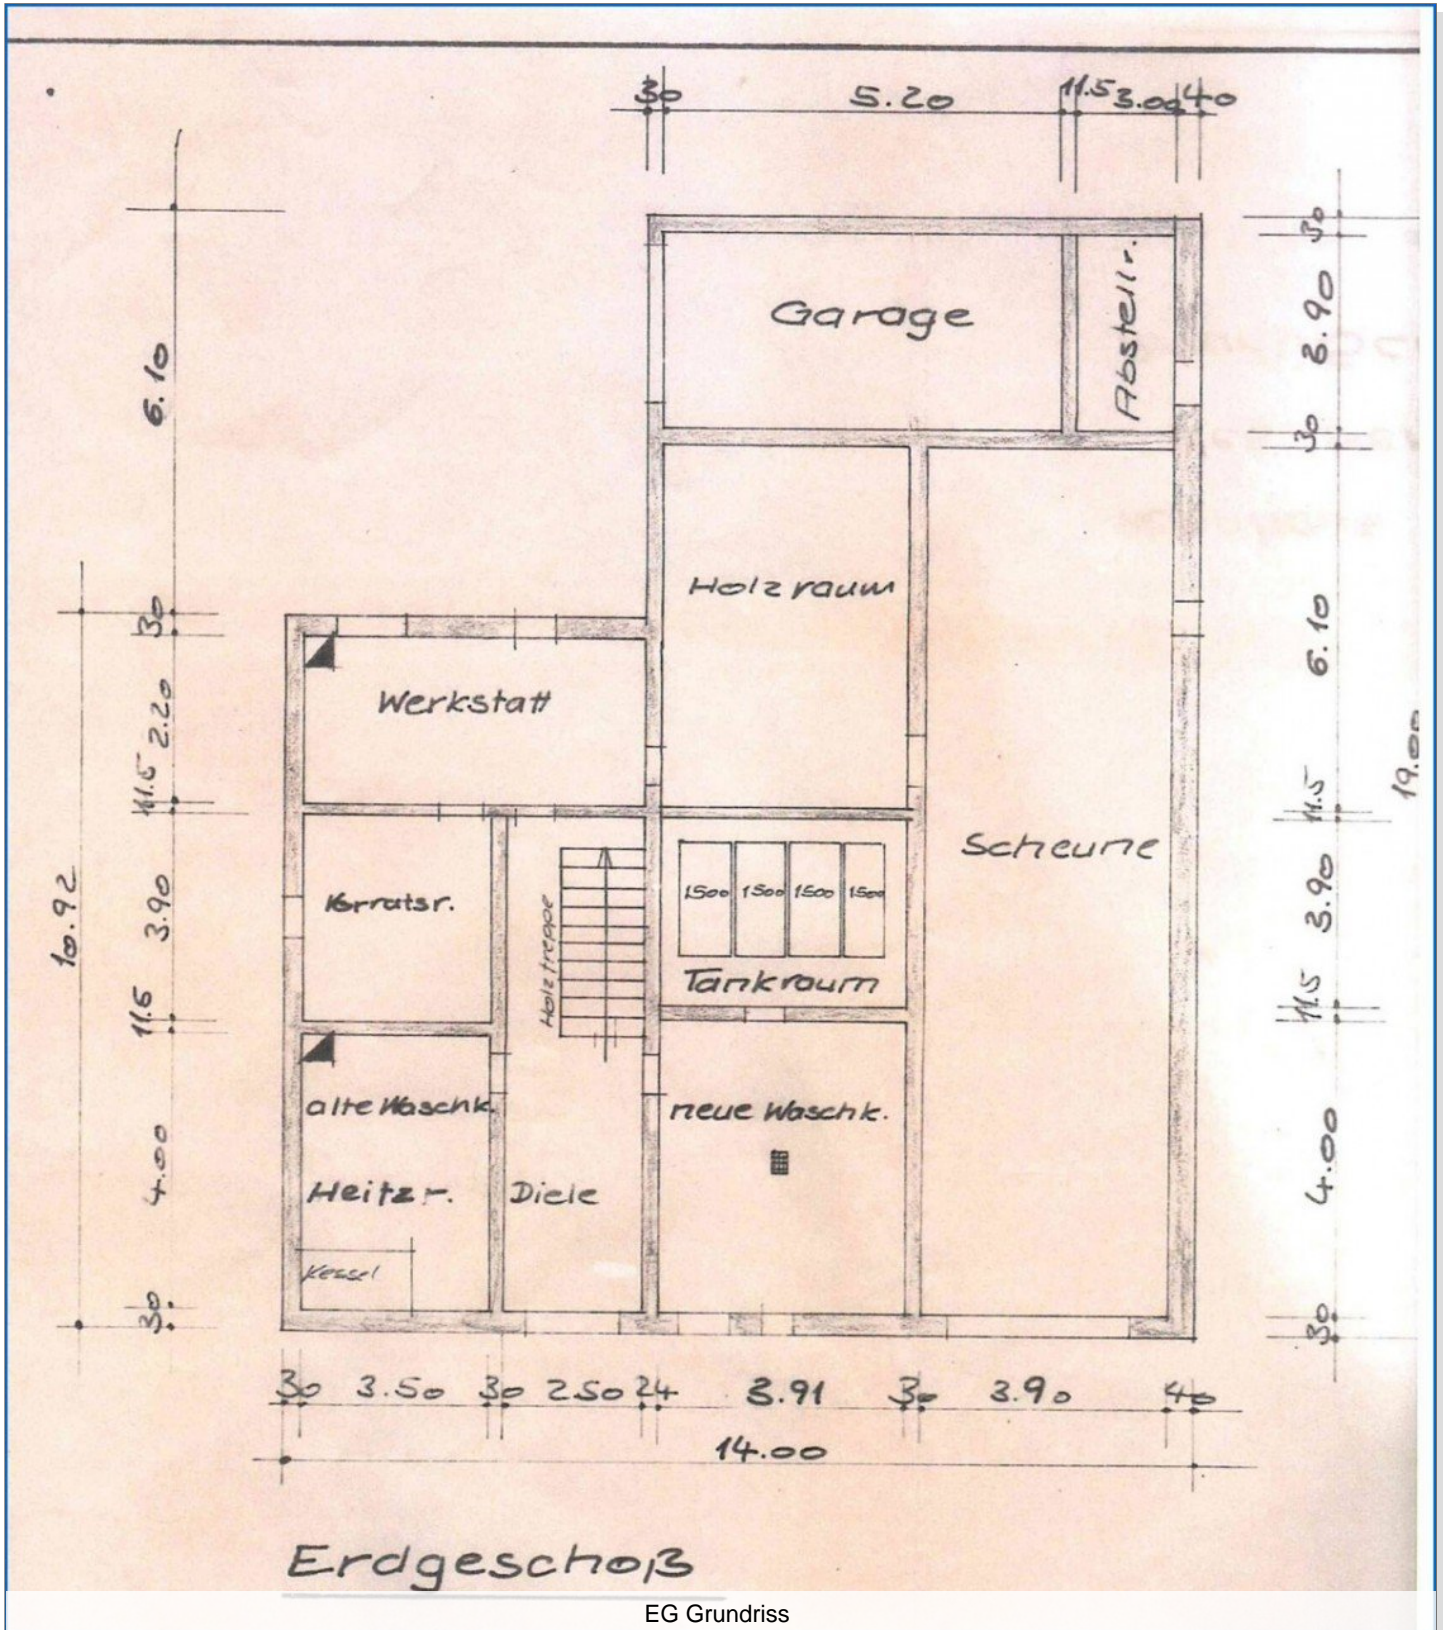 30 5.20 11.5 3.00 40
30
3.90
30
6.10
11.5
3.90
11.5
4.00
30
19.00
6.10
30
2.20
11.5
3.90
11.5
4.00
30
10.92
Garage
Abstellr.
Holzraum
Werkstatt
Scheune
Vorratsr.
Holztreppe
1500 1500 1500 1500
Tankraum
alte Waschk.
Heitzr.
Kessel
Diele
neue Waschk.
30 3.50 30 2.50 24 3.91 30 3.90 40
14.00
Erdgeschoß
EG Grundriss